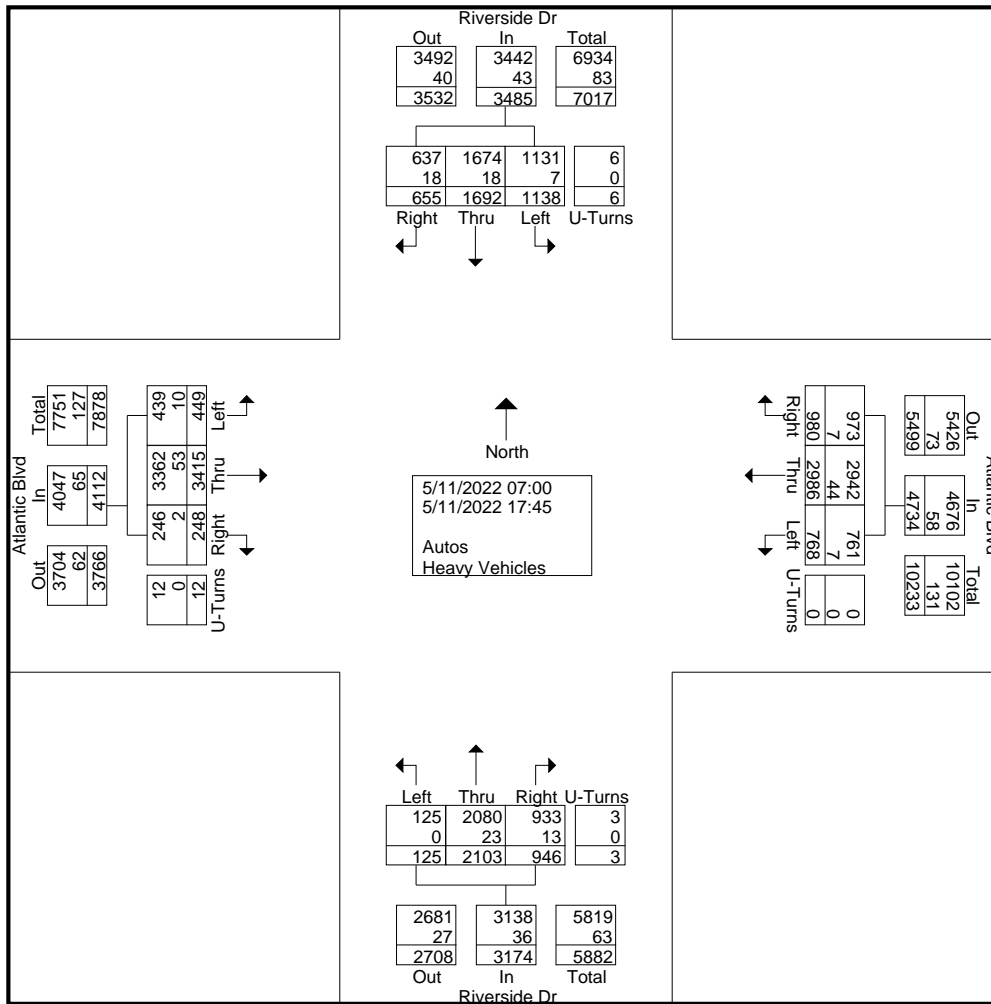 Riverside Dr
Out In Total
3492 3442 6934
40 43 83
3532 3485 7017
637 1674 1131 6
18 18 7 0
655 1692 1138 6
Right Thru Left U-Turns
Atlantic Blvd
Total
7751
127
7878
In
4047
65
4112
Out
3704
62
3766
Left
439
10
449
Thru
3362
53
3415
Right
246
2
248
U-Turns
12
0
12
North
5/11/2022 07:00
5/11/2022 17:45
Autos
Heavy Vehicles
Right
980
7
973
Thru
2986
44
2942
Left
768
7
761
U-Turns
0
0
0
Atlantic Blvd
Out
5426
73
5499
In
4676
58
4734
Total
10102
131
10233
Left Thru Right U-Turns
125 2080 933 3
0 23 13 0
125 2103 946 3
2681 3138 5819
27 36 63
2708 3174 5882
Out In Total
Riverside Dr